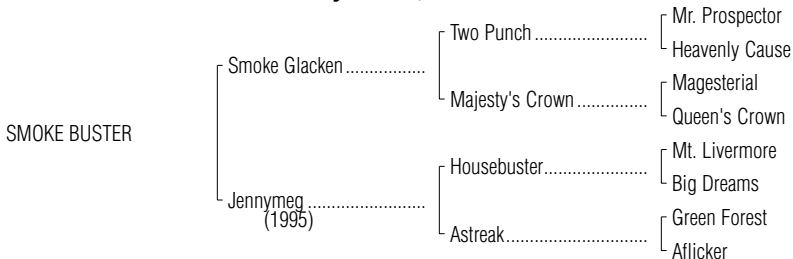 Mr. Prospector
Two Punch ........................
Heavenly Cause
Smoke Glacken .................
Magesterial
Majesty's Crown ...............
Queen's Crown
SMOKE BUSTER
Mt. Livermore
Housebuster......................
Big Dreams
Jennymeg .........................
(1995)
Green Forest
Astreak..............................
Aflicker